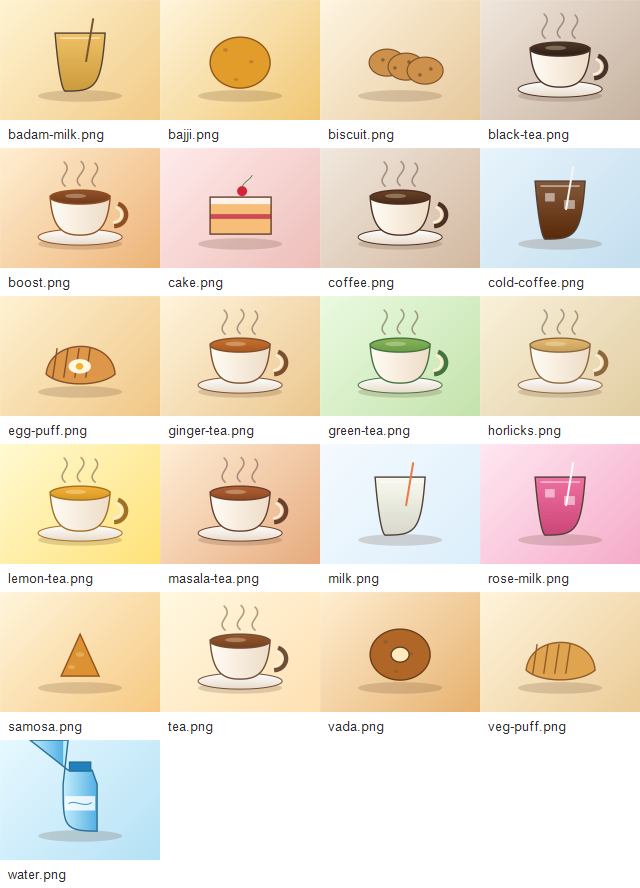 badam-milk.png
bajji.png
biscuit.png
black-tea.png
boost.png
cake.png
coffee.png
cold-coffee.png
egg-puff.png
ginger-tea.png
green-tea.png
horlicks.png
lemon-tea.png
masala-tea.png
milk.png
rose-milk.png
samosa.png
tea.png
vada.png
veg-puff.png
water.png